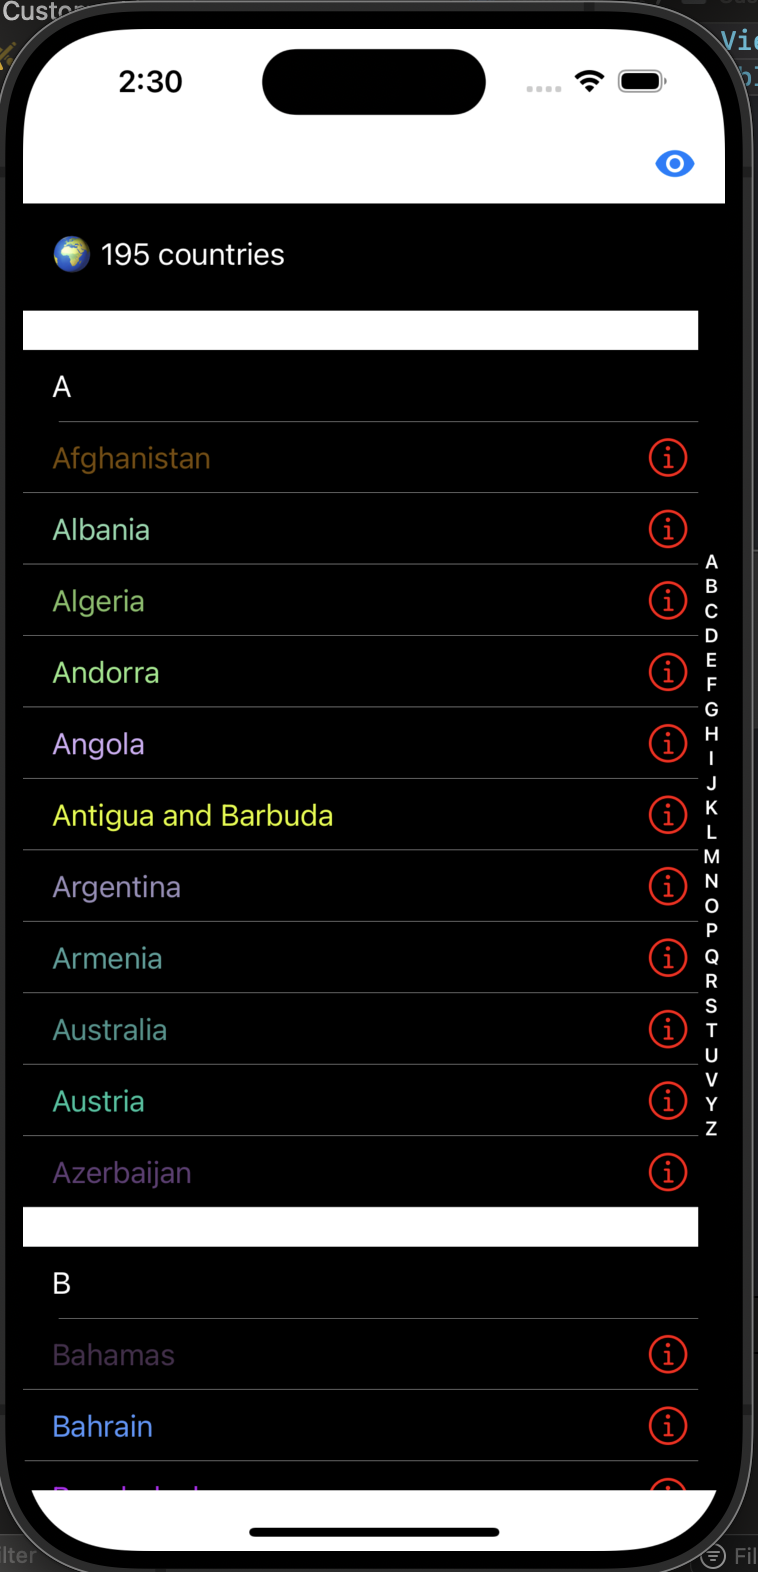 Custo
Vie
2:30
195 countries
A
Afghanistan
Albania
Algeria
Andorra
Angola
Antigua and Barbuda
Argentina
Armenia
Australia
Austria
Azerbaijan
B
Bahamas
Bahrain
A
B
C
D
E
F
G
H
I
J
K
L
M
N
O
P
Q
R
S
T
U
V
Y
Z
lter
Fil